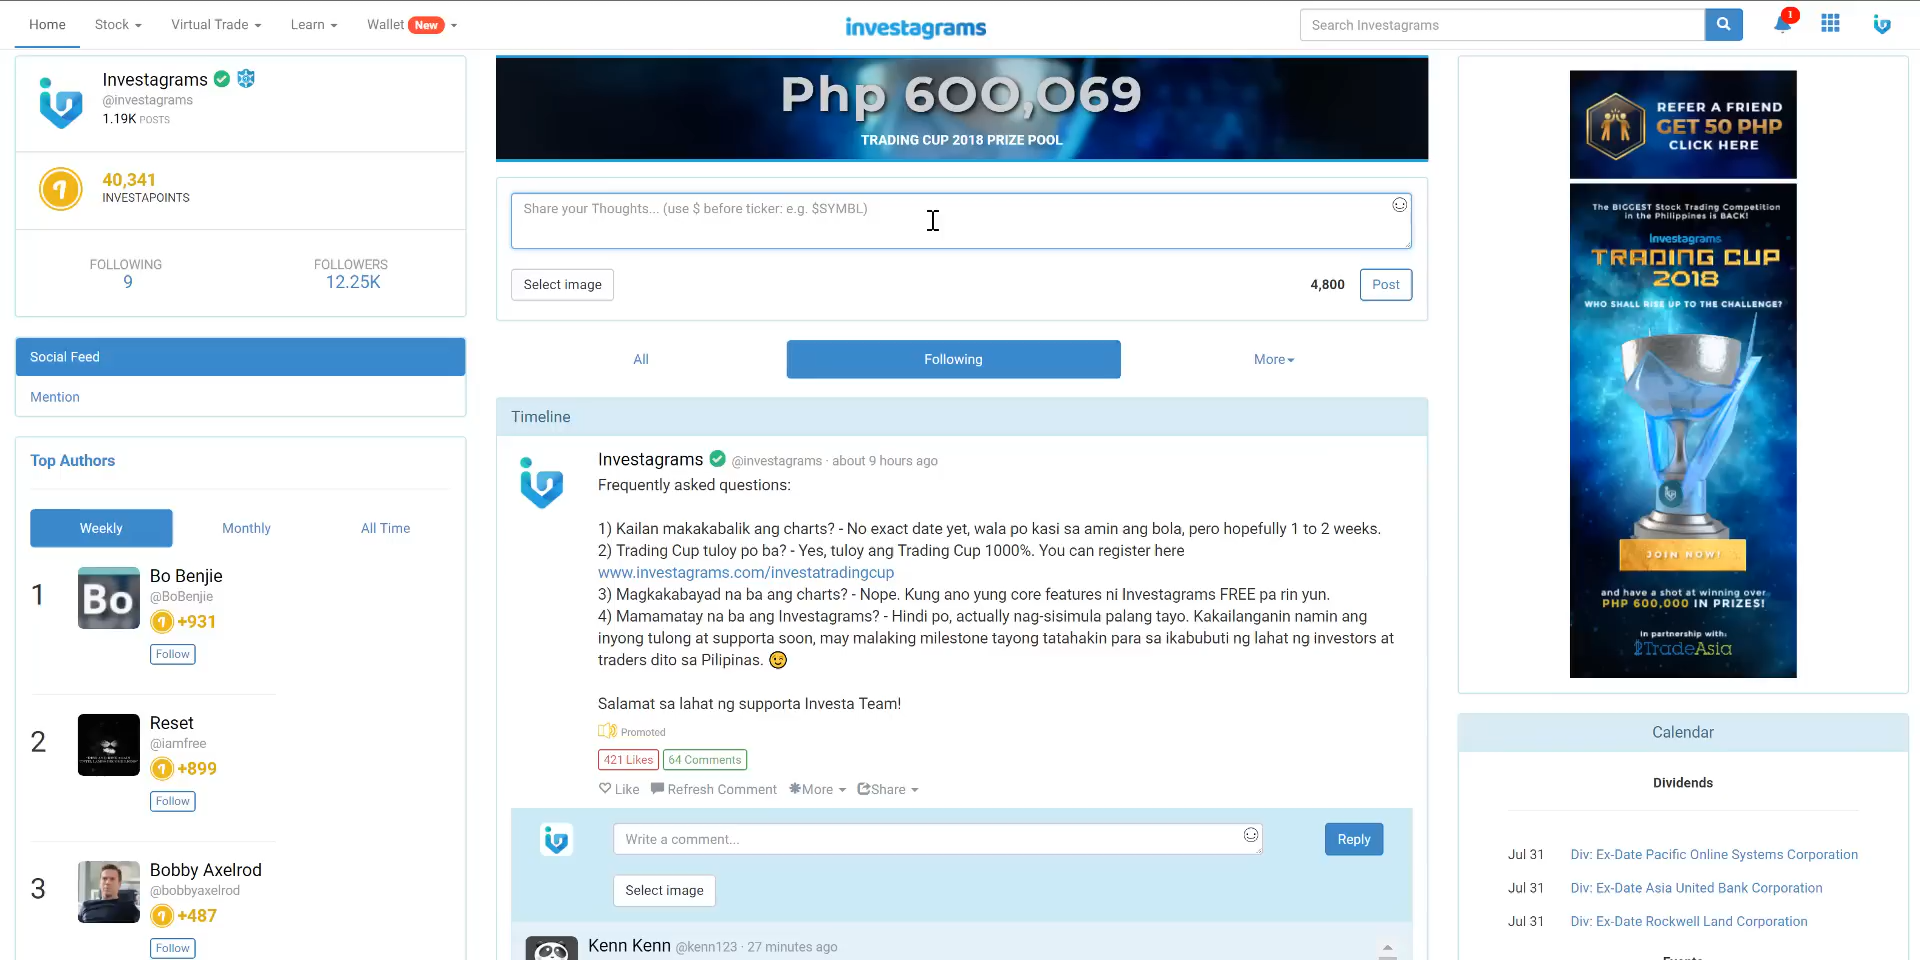 Home
Stock
Virtual Trade
Learn
Wallet New
investagrams
Search Investagrams
1
Investagrams
@investagrams
1.19K POSTS
40,341
INVESTAPOINTS
FOLLOWING
9
FOLLOWERS
12.25K
Social Feed
Mention
Top Authors
Weekly
Monthly
All Time
1
Bo
Bo Benjie
@BoBenjie
+931
Follow
2
Reset
@iamfree
+899
Follow
3
Bobby Axelrod
@bobbyaxelrod
+487
Follow
Php 600,069
TRADING CUP 2018 PRIZE POOL
Share your Thoughts... (use $ before ticker: e.g. $SYMBL)
Select image
4,800
Post
All
Following
More
Timeline
Investagrams @investagrams · about 9 hours ago
Frequently asked questions:
1) Kailan makakabalik ang charts? - No exact date yet, wala po kasi sa amin ang bola, pero hopefully 1 to 2 weeks.
2) Trading Cup tuloy po ba? - Yes, tuloy ang Trading Cup 1000%. You can register here
www.investagrams.com/investatradingcup
3) Magkakabayad na ba ang charts? - Nope. Kung ano yung core features ni Investagrams FREE pa rin yun.
4) Mamamatay na ba ang Investagrams? - Hindi po, actually nag-sisimula palang tayo. Kakailanganin namin ang
inyong tulong at supporta soon, may malaking milestone tayong tatahakin para sa ikabubuti ng lahat ng investors at
traders dito sa Pilipinas. 😉
Salamat sa lahat ng supporta Investa Team!
Promoted
421 Likes
64 Comments
Like
Refresh Comment
More
Share
Write a comment...
Reply
Select image
Kenn Kenn @kenn123 · 27 minutes ago
REFER A FRIEND
GET 50 PHP
CLICK HERE
The BIGGEST Stock Trading Competition
in the Philippines is BACK!
Investagrams
TRADING CUP
2018
WHO SHALL RISE UP TO THE CHALLENGE?
JOIN NOW!
and have a shot at winning over
PHP 600,000 IN PRIZES!
in partnership with:
2TradeAsia
Calendar
Dividends
Jul 31 Div: Ex-Date Pacific Online Systems Corporation
Jul 31 Div: Ex-Date Asia United Bank Corporation
Jul 31 Div: Ex-Date Rockwell Land Corporation